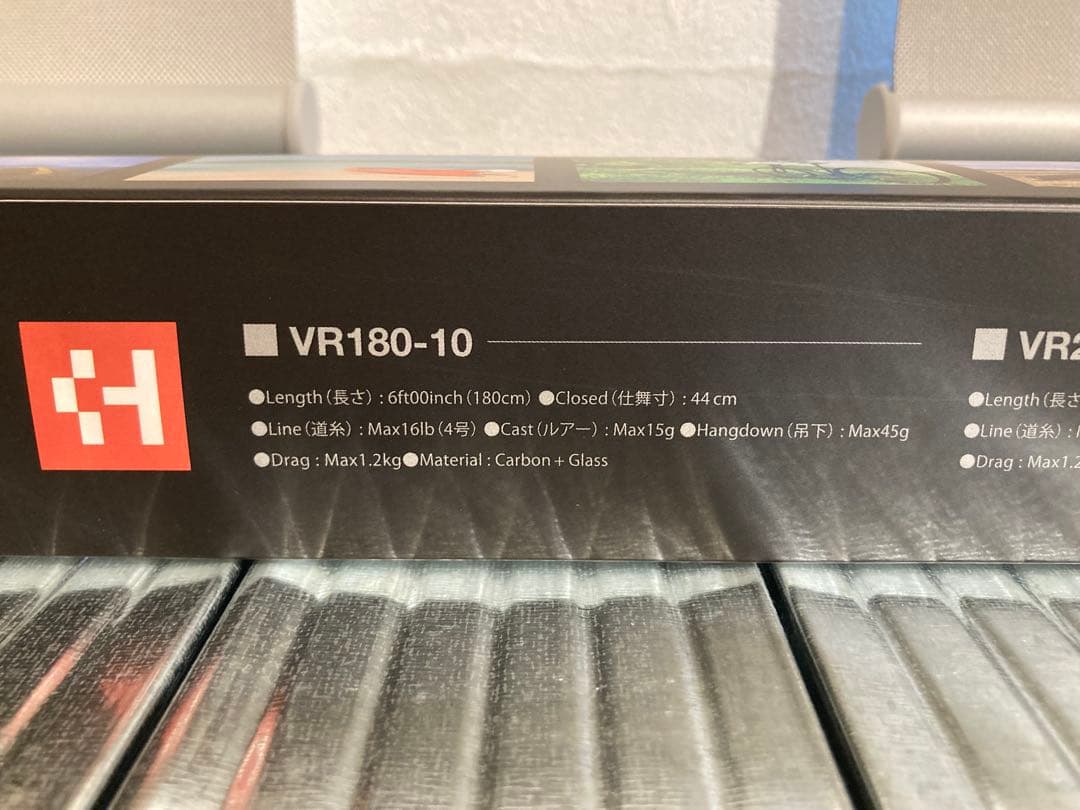 VR180-10
●Length（長さ）: 6ft00inch（180cm） ●Closed（仕舞寸）: 44 cm
●Line（道糸）: Max16lb（4号） ●Cast（ルアー）: Max15g ●Hangdown（吊下）: Max45g
●Drag : Max1.2kg●Material : Carbon + Glass
VR2
●Length（長さ
●Line（道糸）:
●Drag : Max1.2